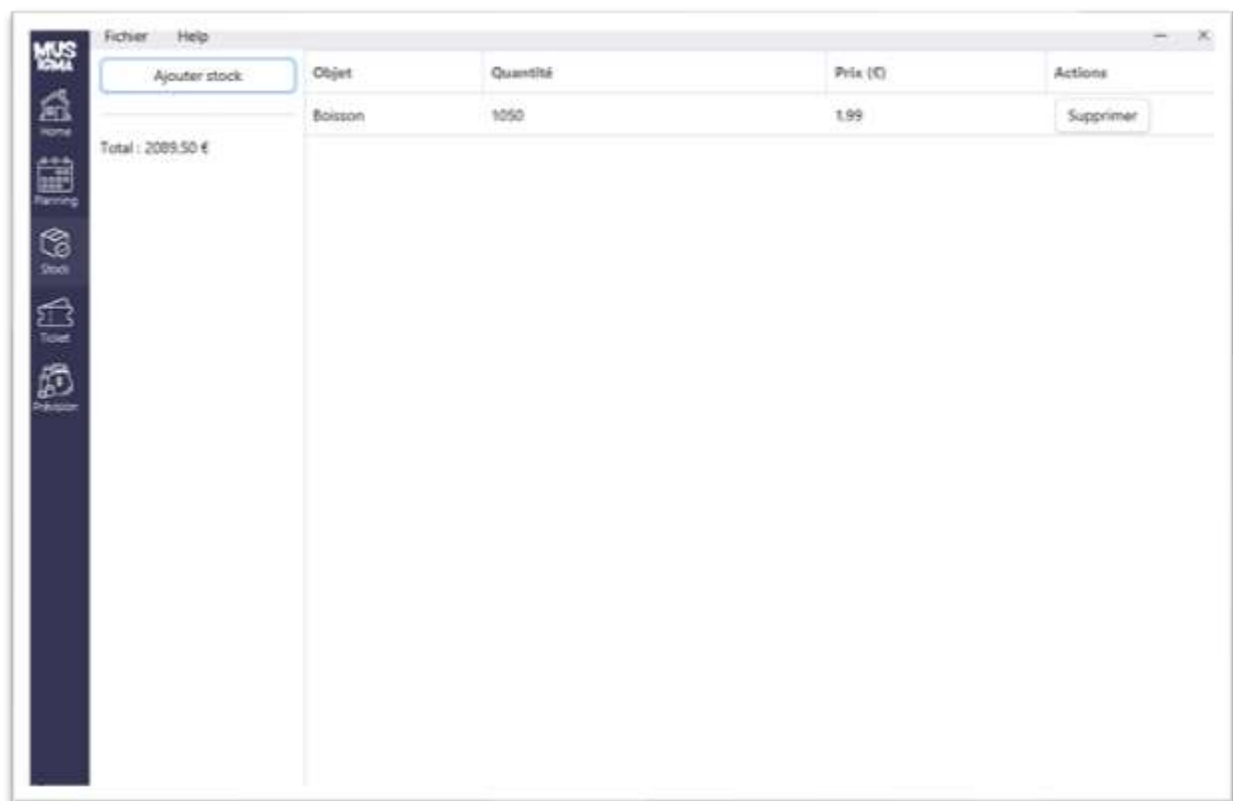 MUS
IGMA
Fichier Help
Ajouter stock
Objet Quantité Prix (€) Actions
Boisson 1050 1.99 Supprimer
Total : 2089.50 €
Home
Planning
Stock
Ticket
Prévision